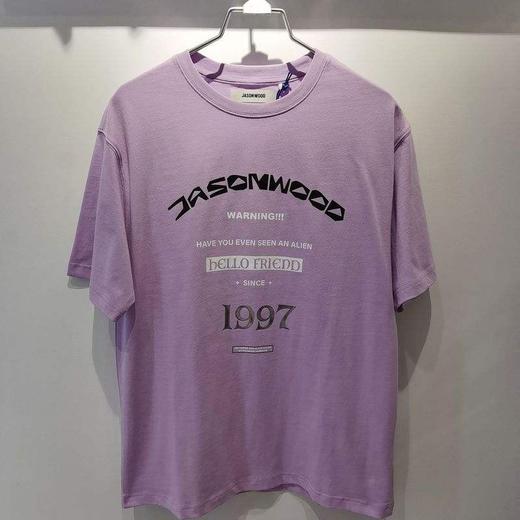 JASONWOOD
JASONWOOD
WARNING!!!
HAVE YOU EVEN SEEN AN ALIEN
hELLO FRIEND
+ SINCE +
1997